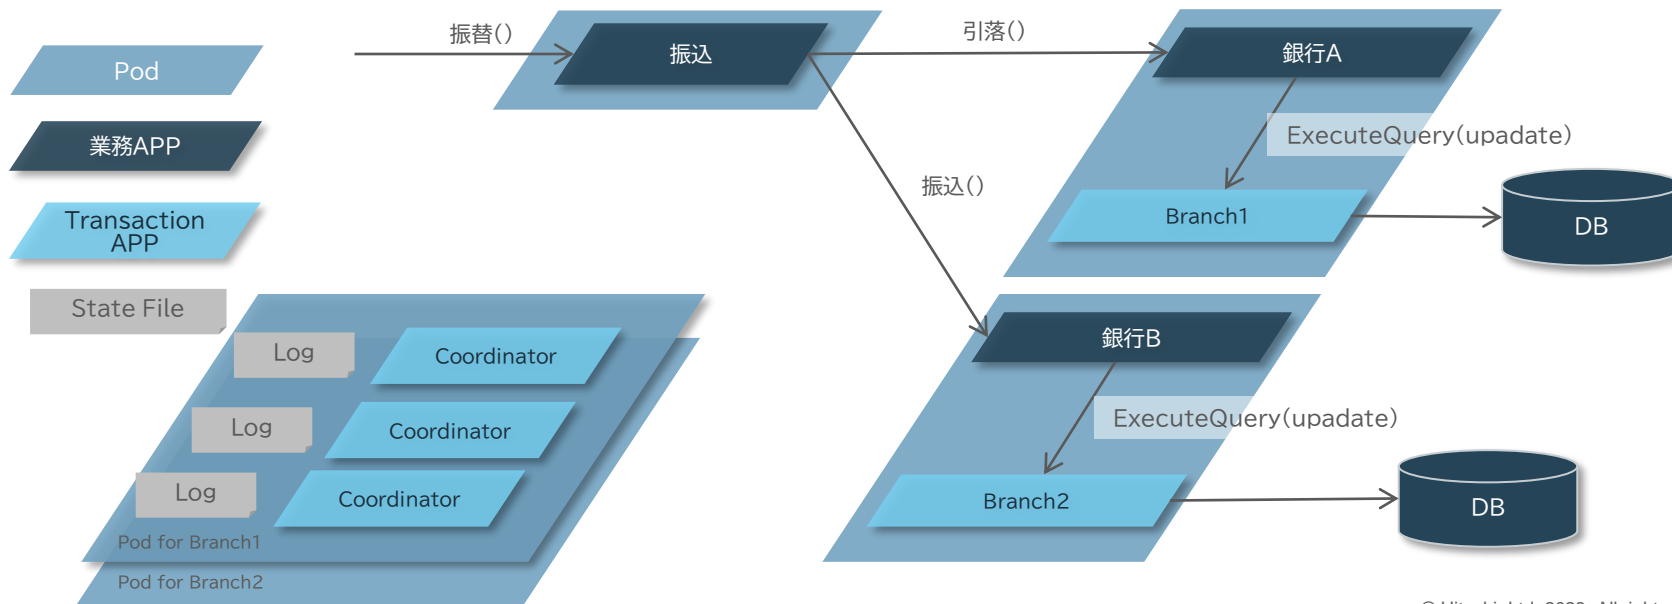 Pod
業務APP
Transaction
APP
State File
振替()
振込
引落()
銀行A
ExecuteQuery(upadate)
Branch1
DB
振込()
銀行B
ExecuteQuery(upadate)
Branch2
DB
Log
Coordinator
Log
Coordinator
Log
Coordinator
Pod for Branch1
Pod for Branch2